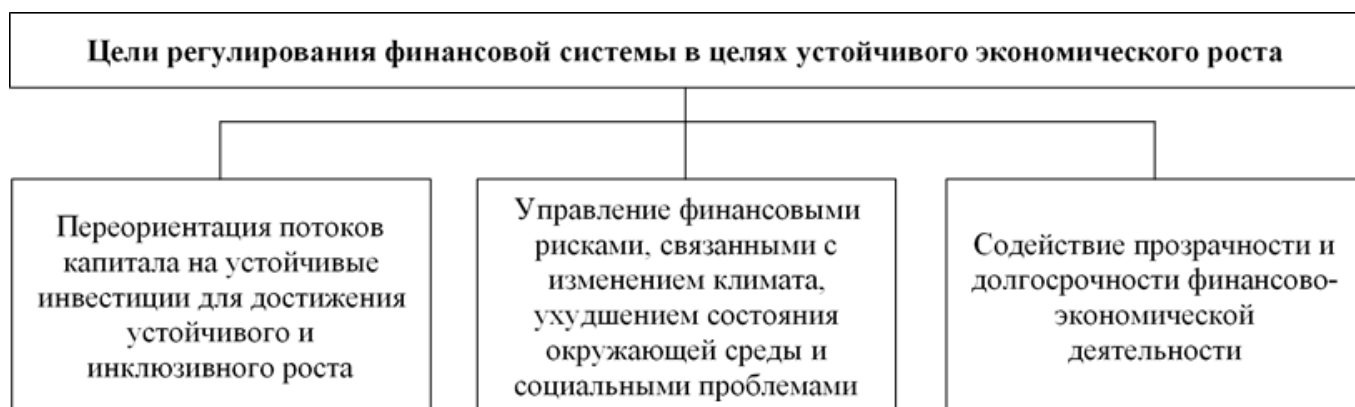 Цели регулирования финансовой системы в целях устойчивого экономического роста
Переориентация потоков
капитала на устойчивые
инвестиции для достижения
устойчивого и
инклюзивного роста
Управление финансовыми
рисками, связанными с
изменением климата,
ухудшением состояния
окружающей среды и
социальными проблемами
Содействие прозрачности и
долгосрочности финансово-
экономической
деятельности